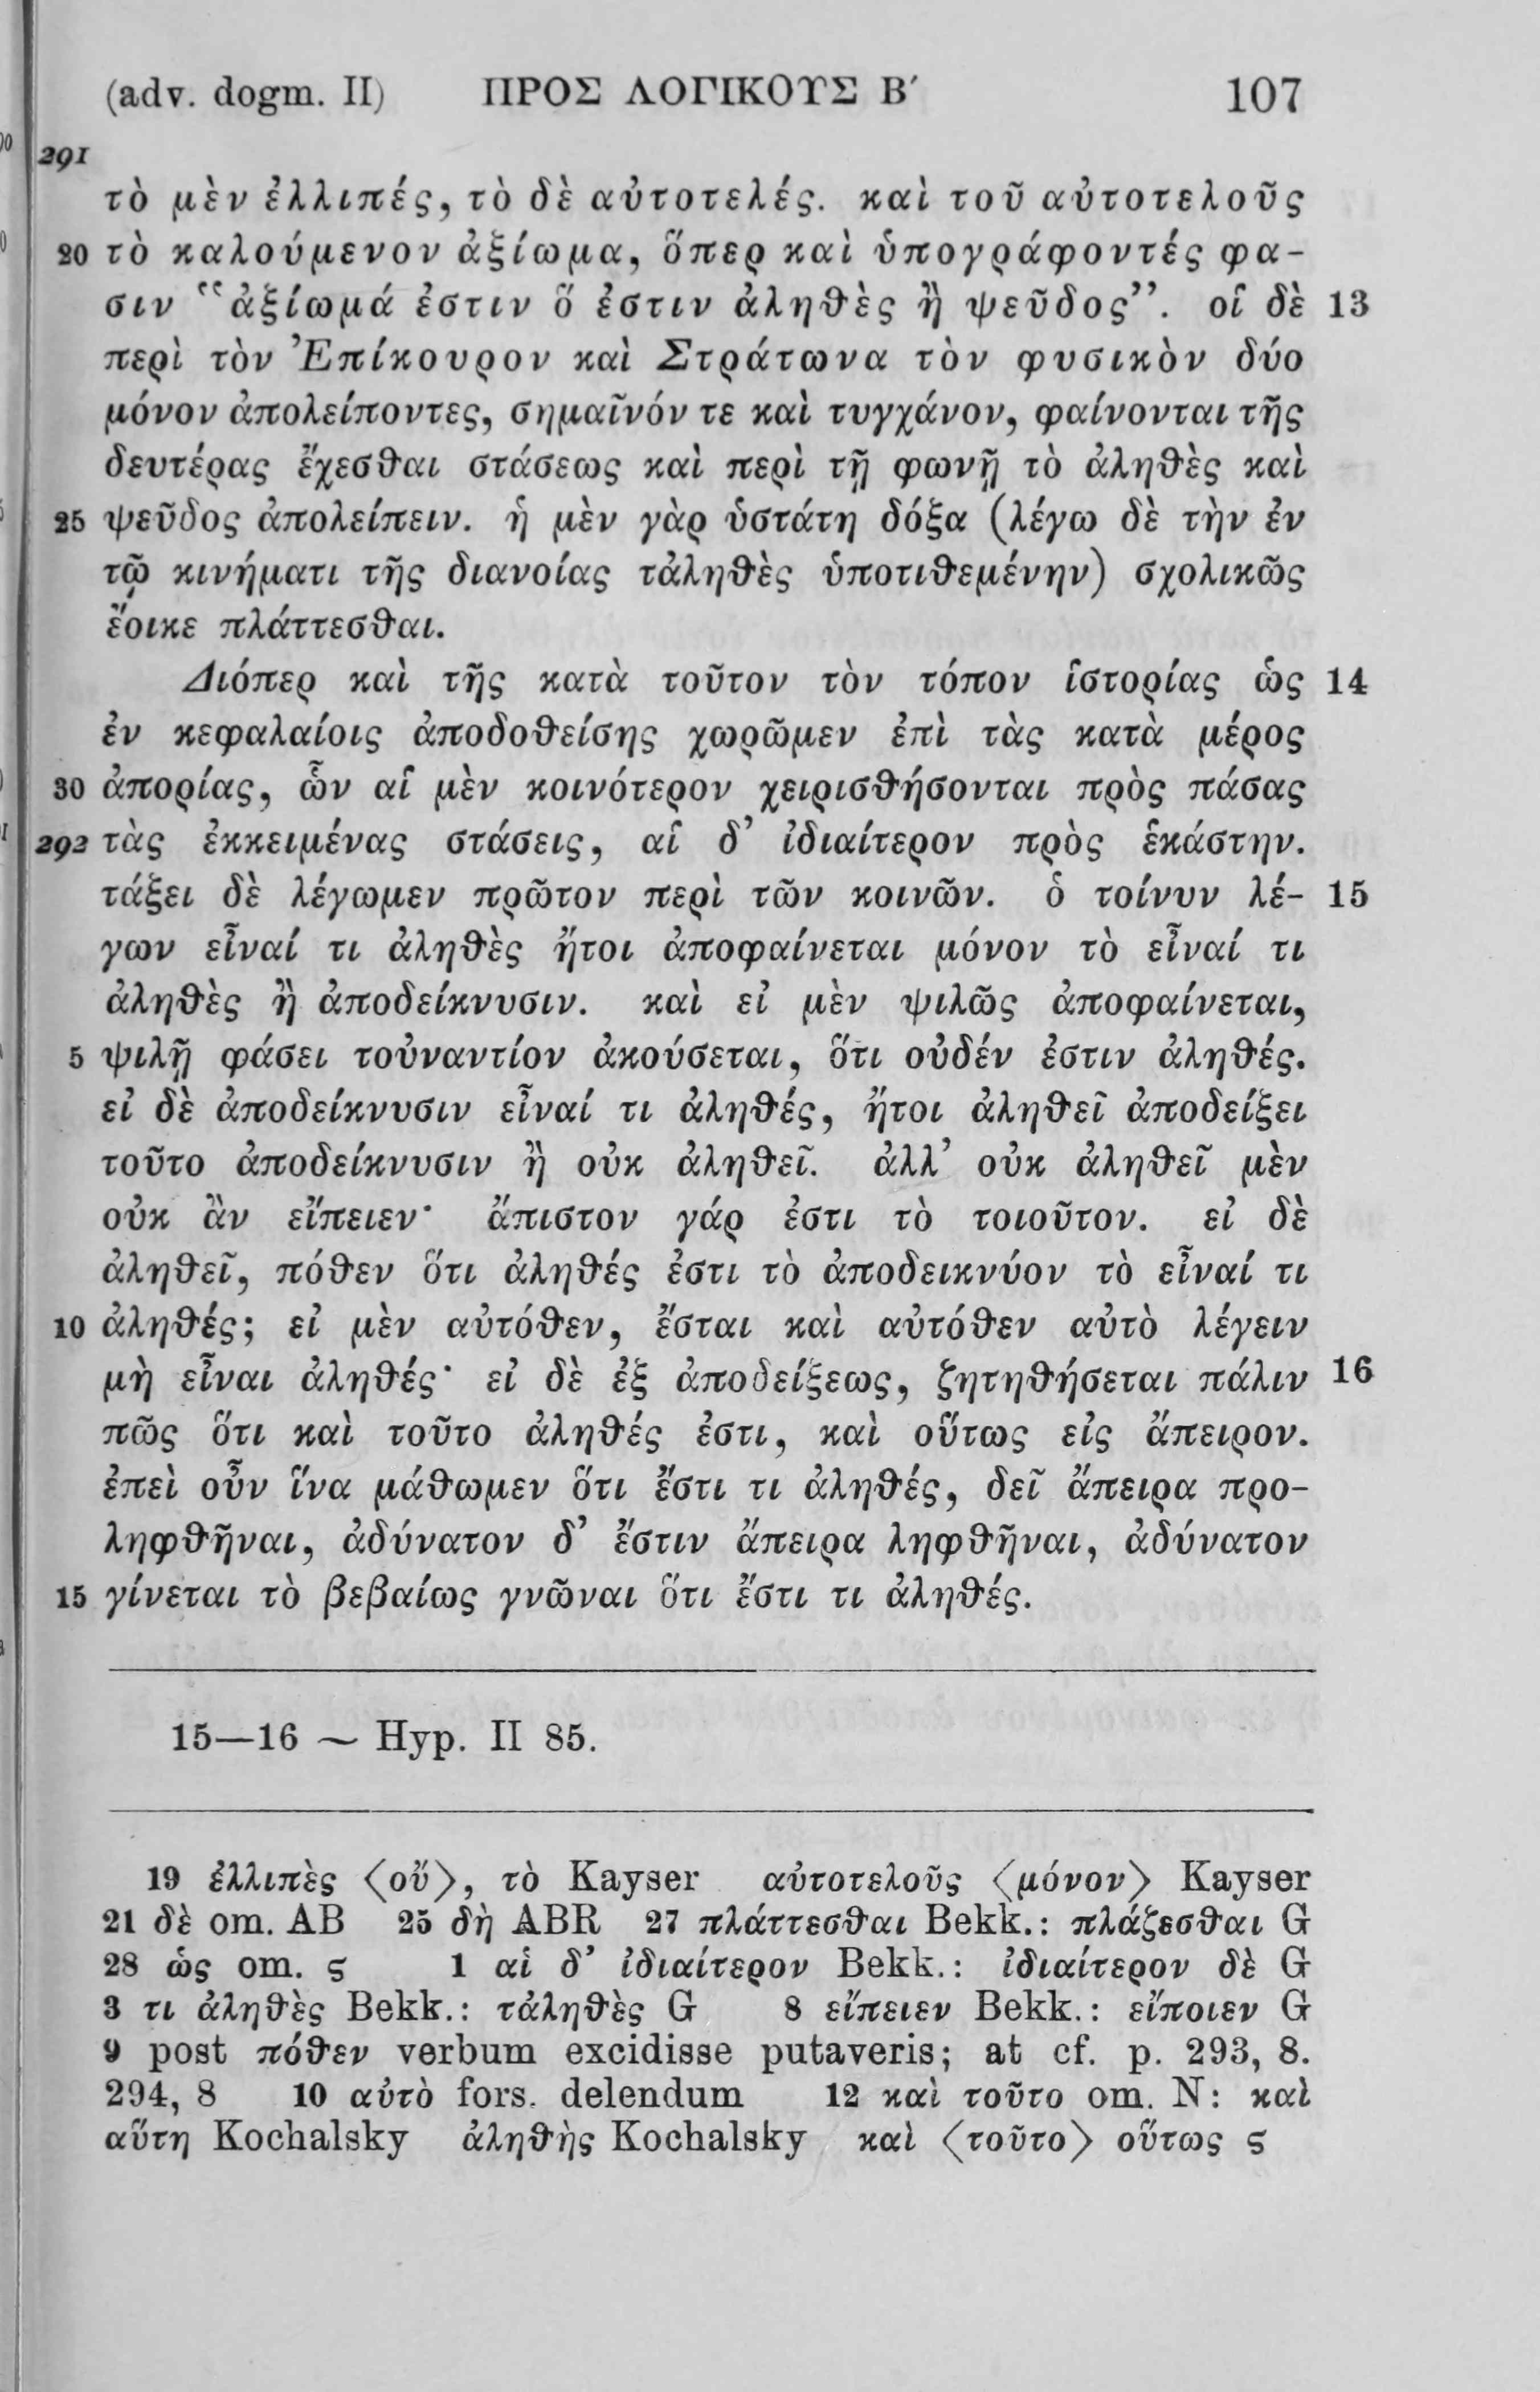 (adv. dogm. II) ΠΡΟΣ ΛΟΓΙΚΟΥΣ Β΄ 107
291
τὸ μὲν ἐλλιπές, τὸ δὲ αὐτοτελές. καὶ τοῦ αὐτοτελοῦς
20 τὸ καλούμενον ἀξίωμα, ὅπερ καὶ ὑπογράφοντές φα-
σιν “ἀξίωμά ἐστιν ὅ ἐστιν ἀληθὲς ἢ ψεῦδος”. οἱ δὲ 13
περὶ τὸν Ἐπίκουρον καὶ Στράτωνα τὸν φυσικὸν δύο
μόνον ἀπολείποντες, σημαῖνόν τε καὶ τυγχάνον, φαίνονται τῆς
δευτέρας ἔχεσθαι στάσεως καὶ περὶ τῇ φωνῇ τὸ ἀληθὲς καὶ
25 ψεῦδος ἀπολείπειν. ἡ μὲν γὰρ ὑστάτη δόξα (λέγω δὲ τὴν ἐν
τῷ κινήματι τῆς διανοίας τἀληθὲς ὑποτιθεμένην) σχολικῶς
ἔοικε πλάττεσθαι.
Διόπερ καὶ τῆς κατὰ τοῦτον τὸν τόπον ἱστορίας ὡς 14
ἐν κεφαλαίοις ἀποδοθείσης χωρῶμεν ἐπὶ τὰς κατὰ μέρος
30 ἀπορίας, ὧν αἱ μὲν κοινότερον χειρισθήσονται πρὸς πάσας
292 τὰς ἐκκειμένας στάσεις, αἱ δ’ ἰδιαίτερον πρὸς ἑκάστην.
τάξει δὲ λέγωμεν πρῶτον περὶ τῶν κοινῶν. ὁ τοίνυν λέ- 15
γων εἶναί τι ἀληθὲς ἤτοι ἀποφαίνεται μόνον τὸ εἶναί τι
ἀληθὲς ἢ ἀποδείκνυσιν. καὶ εἰ μὲν ψιλῶς ἀποφαίνεται,
5 ψιλῇ φάσει τοὐναντίον ἀκούσεται, ὅτι οὐδέν ἐστιν ἀληθές.
εἰ δὲ ἀποδείκνυσιν εἶναί τι ἀληθές, ἤτοι ἀληθεῖ ἀποδείξει
τοῦτο ἀποδείκνυσιν ἢ οὐκ ἀληθεῖ. ἀλλ’ οὐκ ἀληθεῖ μὲν
οὐκ ἂν εἴπειεν· ἄπιστον γάρ ἐστι τὸ τοιοῦτον. εἰ δὲ
ἀληθεῖ, πόθεν ὅτι ἀληθές ἐστι τὸ ἀποδεικνύον τὸ εἶναί τι
10 ἀληθές; εἰ μὲν αὐτόθεν, ἔσται καὶ αὐτόθεν αὐτὸ λέγειν
μὴ εἶναι ἀληθές· εἰ δὲ ἐξ ἀποδείξεως, ζητηθήσεται πάλιν 16
πῶς ὅτι καὶ τοῦτο ἀληθές ἐστι, καὶ οὕτως εἰς ἄπειρον.
ἐπεὶ οὖν ἵνα μάθωμεν ὅτι ἔστι τι ἀληθές, δεῖ ἄπειρα προ-
ληφθῆναι, ἀδύνατον δ’ ἔστιν ἄπειρα ληφθῆναι, ἀδύνατον
15 γίνεται τὸ βεβαίως γνῶναι ὅτι ἔστι τι ἀληθές.
15—16 ~ Hyp. II 85.
19 ἐλλιπὲς ⟨οὔ⟩, τὸ Kayser αὐτοτελοῦς ⟨μόνον⟩ Kayser
21 δὲ om. AB 25 δὴ ABR 27 πλάττεσθαι Bekk.: πλάζεσθαι G
28 ὡς om. ς 1 αἱ δ’ ἰδιαίτερον Bekk.: ἰδιαίτερον δὲ G
3 τι ἀληθὲς Bekk.: τἀληθὲς G 8 εἴπειεν Bekk.: εἴποιεν G
9 post πόθεν verbum excidisse putaveris; at cf. p. 293, 8.
294, 8 10 αὐτὸ fors. delendum 12 καὶ τοῦτο om. N: καὶ
αὕτη Kochalsky ἀληθὴς Kochalsky καὶ ⟨τοῦτο⟩ οὕτως ς